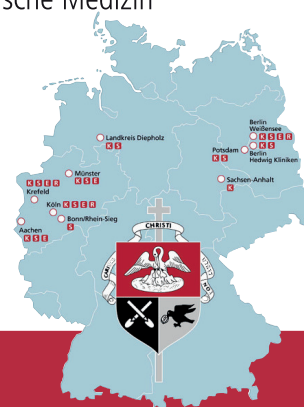 sche Medizin
Landkreis Diepholz
K S
Berlin
Weißensee
K S E R
K S
Berlin
Hedwig Kliniken
Potsdam
K S
Münster
K S E
K S E R
Krefeld
Sachsen-Anhalt
K
Köln K S E R
Bonn/Rhein-Sieg
S
Aachen
K S E
CHRISTI